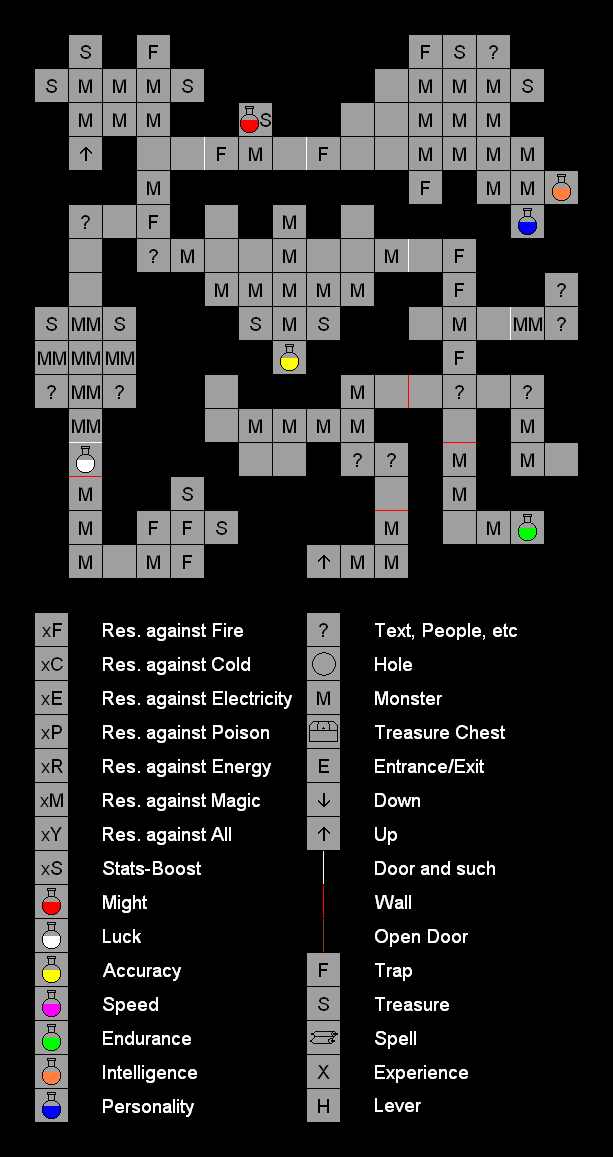 S F F S ?
S M M M S M M M S
M M M S M M M
↑ F M F M M M M
M F M M
? F M
? M M M F
M M M M M F ?
S MM S S M S M MM ?
MM MM MM F
? MM ? M ? ?
MM M M M M M
? ? M M
M S M
M F F S M M
M M F ↑ M M
xF Res. against Fire ? Text, People, etc
xC Res. against Cold Hole
xE Res. against Electricity M Monster
xP Res. against Poison Treasure Chest
xR Res. against Energy E Entrance/Exit
xM Res. against Magic ↓ Down
xY Res. against All ↑ Up
xS Stats-Boost Door and such
Might Wall
Luck Open Door
Accuracy F Trap
Speed S Treasure
Endurance Spell
Intelligence X Experience
Personality H Lever